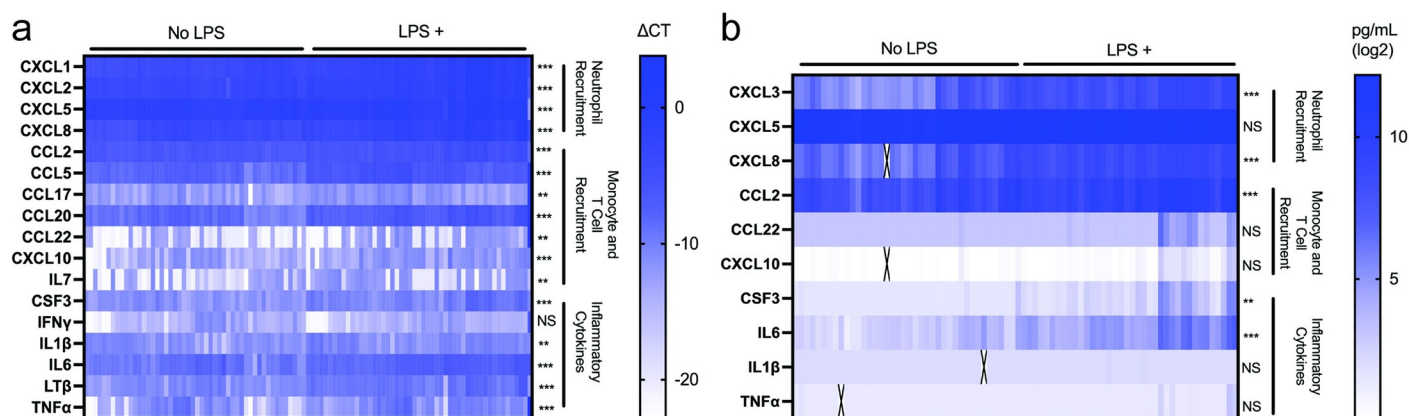 a
No LPS
LPS +
ΔCT
CXCL1
***
CXCL2
***
CXCL5
***
CXCL8
***
CCL2
***
CCL5
***
CCL17
**
CCL20
***
CCL22
**
CXCL10
***
IL7
**
CSF3
***
IFNγ
NS
IL1β
**
IL6
***
LTβ
***
TNFα
***
Neutrophil
Recruitment
Monocyte and
T Cell
Recruitment
Inflammatory
Cytokines
0
-10
-20
b
No LPS
LPS +
pg/mL
(log2)
CXCL3
***
CXCL5
NS
CXCL8
***
CCL2
***
CCL22
NS
CXCL10
NS
CSF3
**
IL6
***
IL1β
NS
TNFα
NS
Neutrophil
Recruitment
Monocyte and
T Cell
Recruitment
Inflammatory
Cytokines
10
5